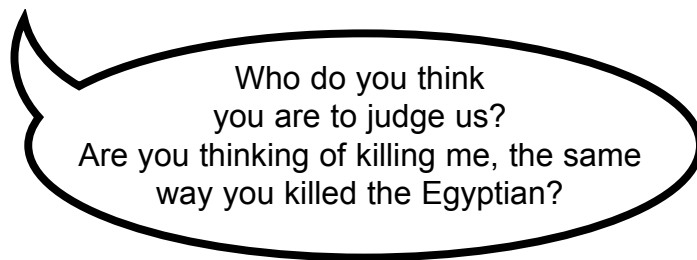 Who do you think
you are to judge us?
Are you thinking of killing me, the same
way you killed the Egyptian?